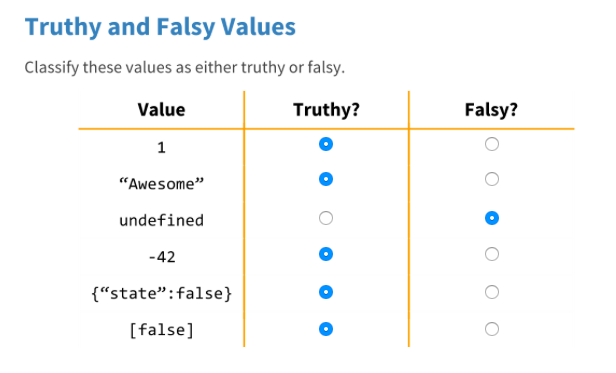 Truthy and Falsy Values
Classify these values as either truthy or falsy.
Value Truthy? Falsy?
1
“Awesome”
undefined
-42
{“state”:false}
[false]